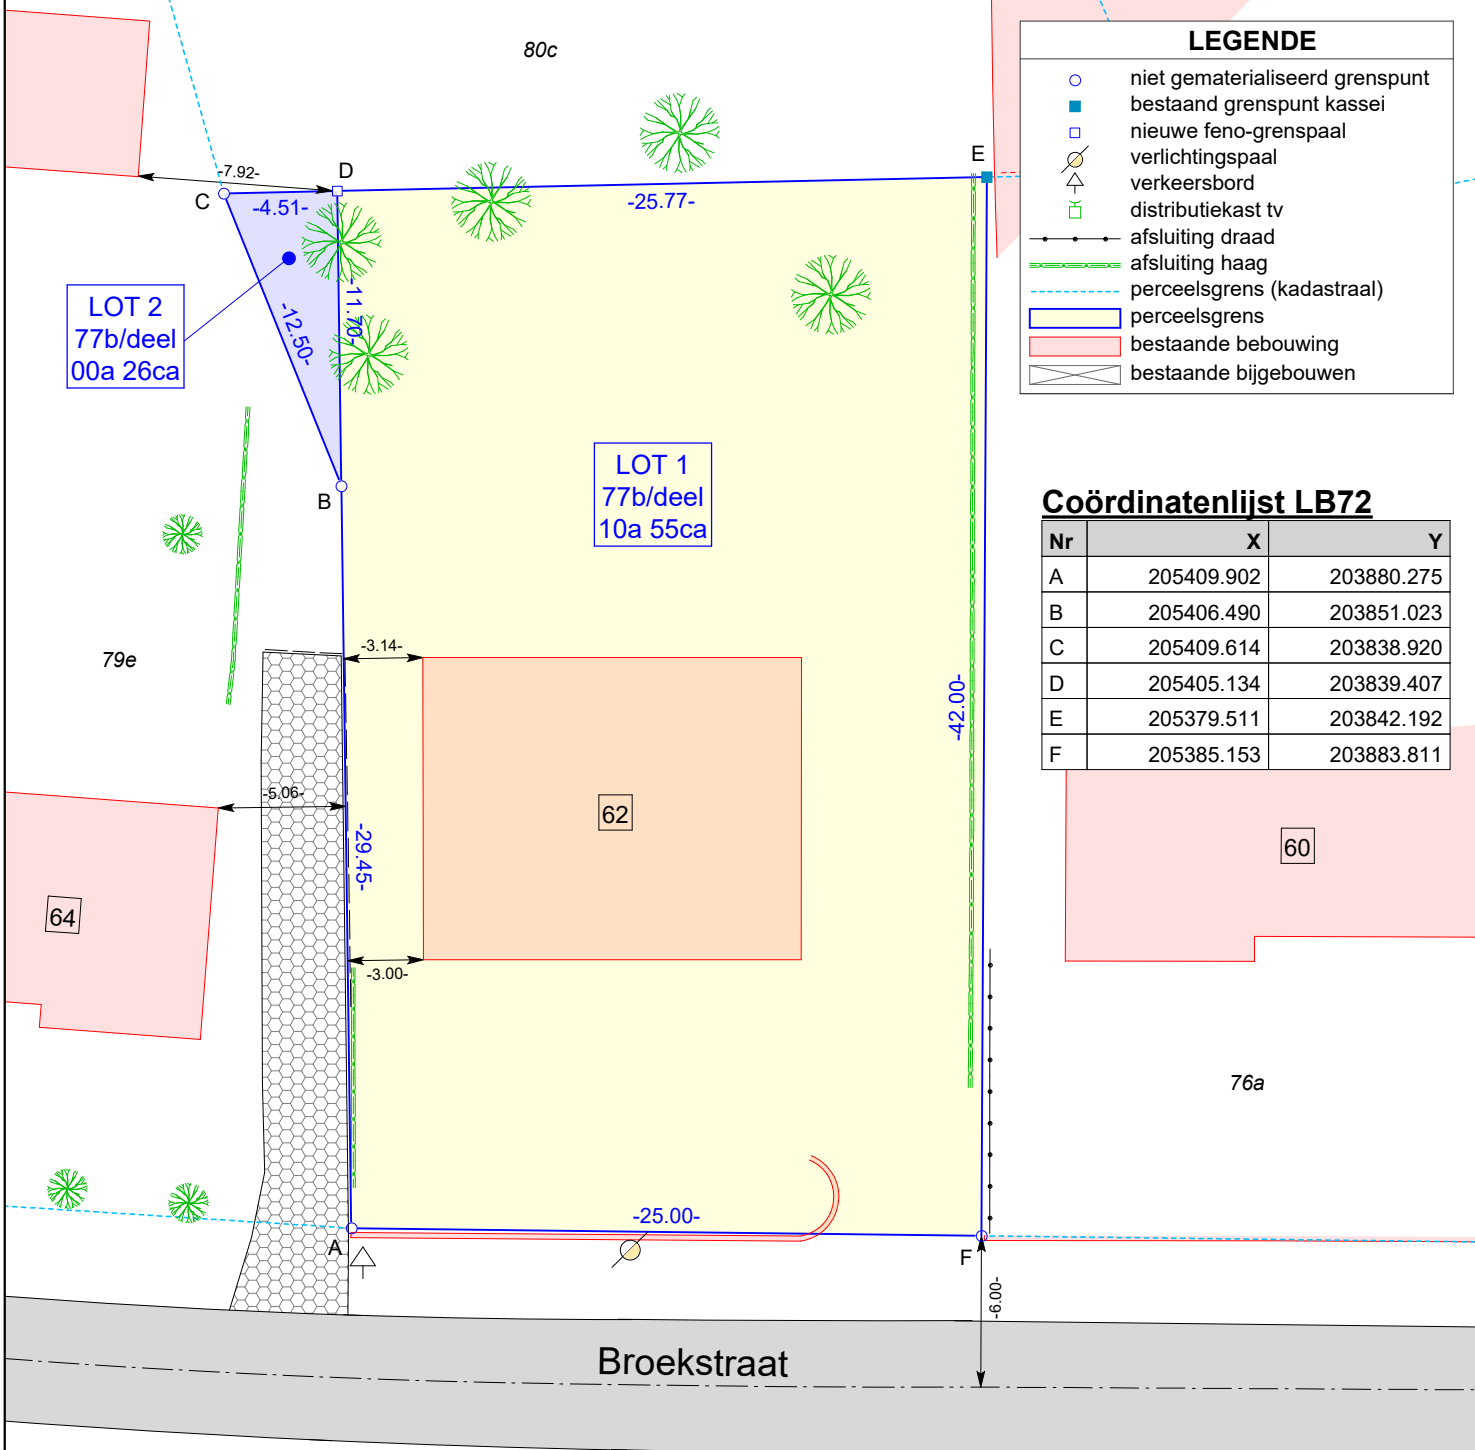 80c
LEGENDE
niet gematerialiseerd grenspunt
bestaand grenspunt kassei
nieuwe feno-grenspaal
verlichtingspaal
verkeersbord
distributiekast tv
afsluiting draad
afsluiting haag
perceelsgrens (kadastraal)
perceelsgrens
bestaande bebouwing
bestaande bijgebouwen
-7.92-
D
E
C
-4.51-
-25.77-
-11.70-
-12.50-
LOT 2
77b/deel
00a 26ca
B
LOT 1
77b/deel
10a 55ca
Coördinatenlijst LB72
Nr X Y
A 205409.902 203880.275
B 205406.490 203851.023
C 205409.614 203838.920
D 205405.134 203839.407
E 205379.511 203842.192
F 205385.153 203883.811
79e
-3.14-
-42.00-
-5.06-
62
-29.45-
60
64
-3.00-
76a
-25.00-
A
F
-6.00-
Broekstraat